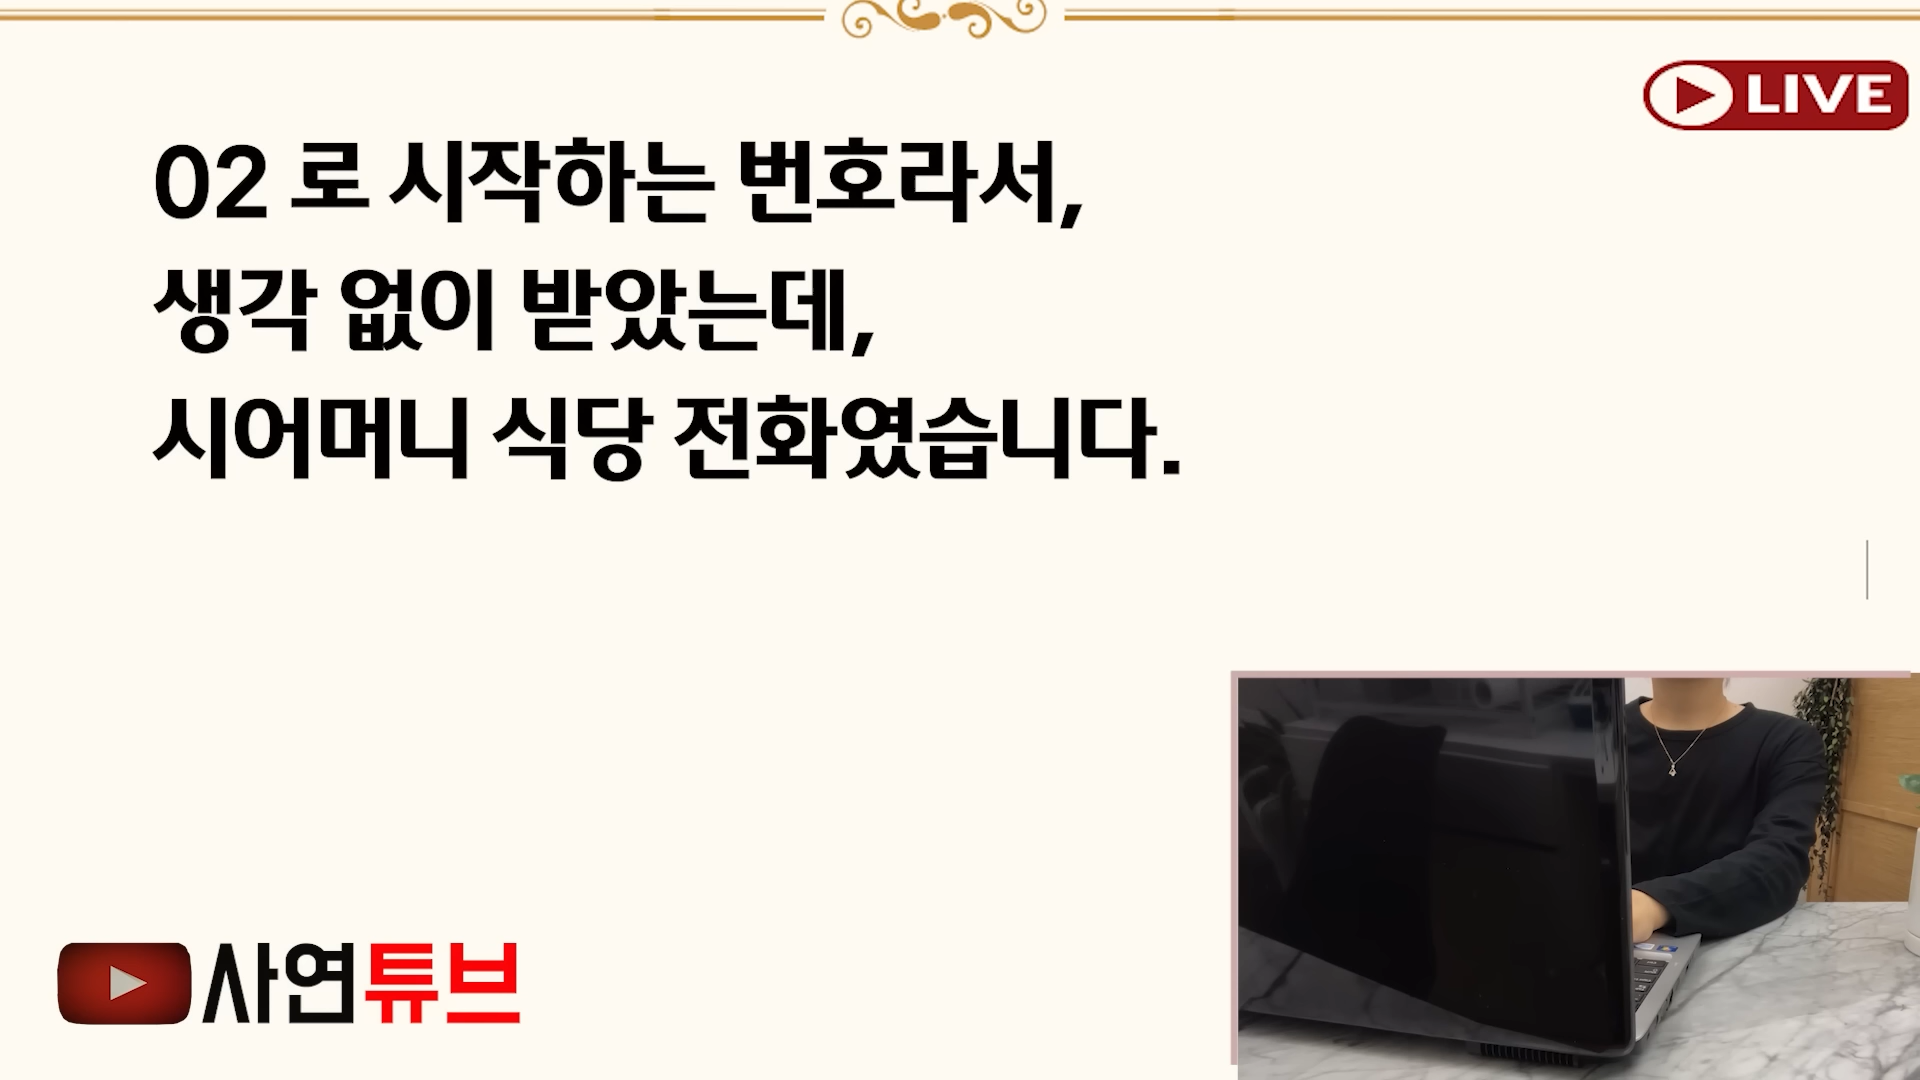 LIVE
02 로 시작하는 번호라서,
생각 없이 받았는데,
시어머니 식당 전화였습니다.
사연튜브